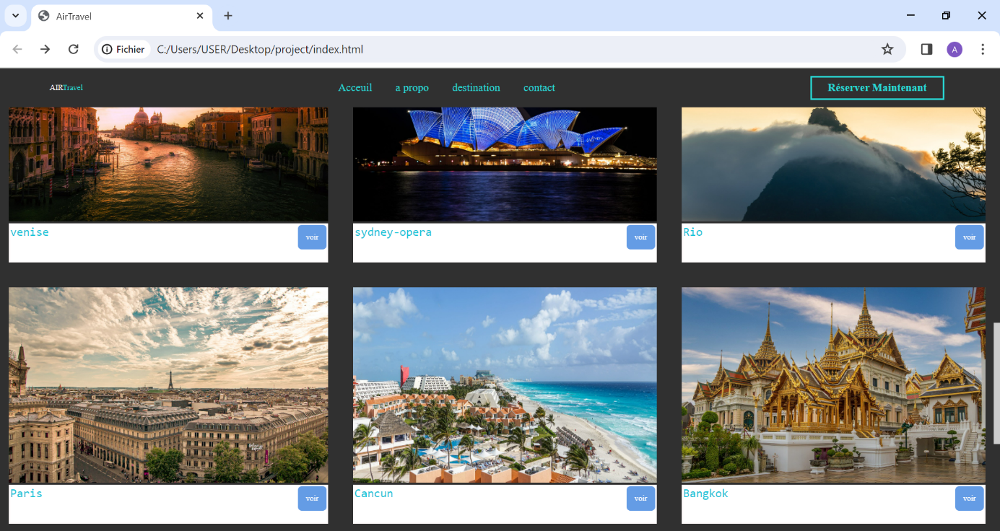 AirTravel
Fichier C:/Users/USER/Desktop/project/index.html
A
AIRTravel Acceuil a propo destination contact Réserver Maintenant
venise voir sydney-opera voir Rio voir
Paris voir Cancun voir Bangkok voir